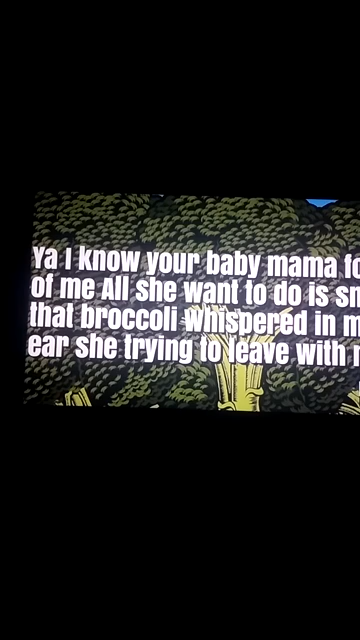 Ya I know your baby mama
of me All she want to do is
that broccoli whispered in
ear she trying to leave with